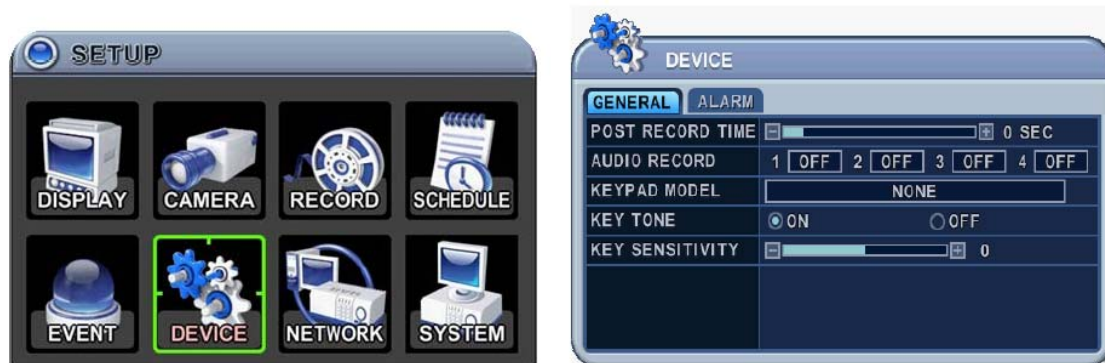 SETUP
DISPLAY CAMERA RECORD SCHEDULE
EVENT DEVICE NETWORK SYSTEM
DEVICE
GENERAL ALARM
POST RECORD TIME 0 SEC
AUDIO RECORD 1 OFF 2 OFF 3 OFF 4 OFF
KEYPAD MODEL NONE
KEY TONE ON OFF
KEY SENSITIVITY 0